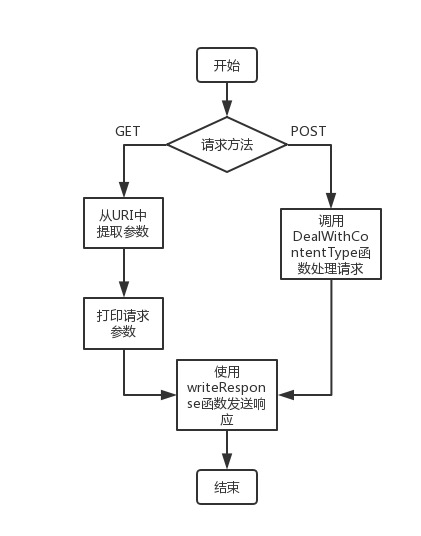 开始
请求方法
GET
POST
从URI中
提取参数
打印请求
参数
调用
DealWithCo
ntentType函
数处理请求
使用
writeRespon
se函数发送响
应
结束